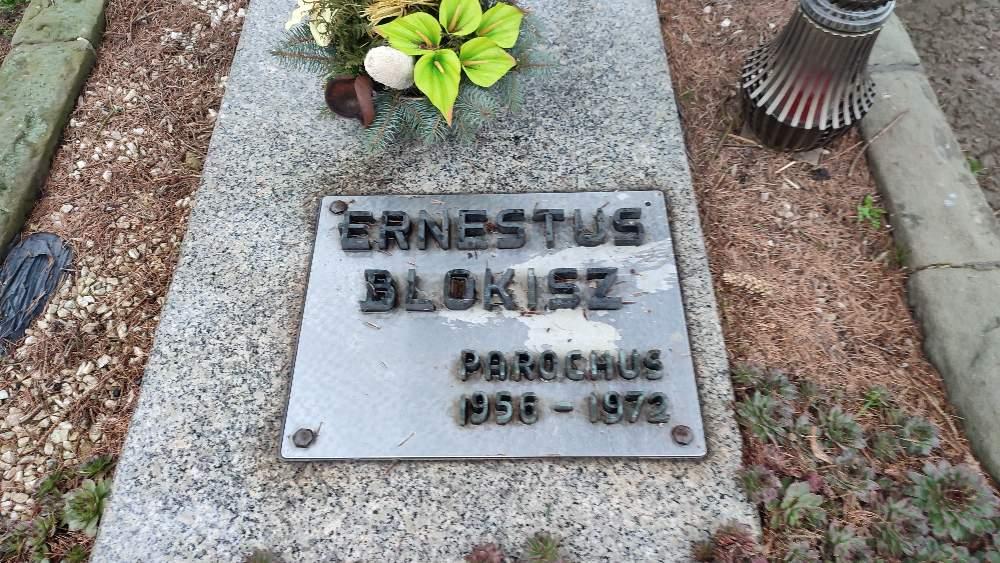 ERNESTUS
BLOKISZ
PAROCHUS
1956 - 1972